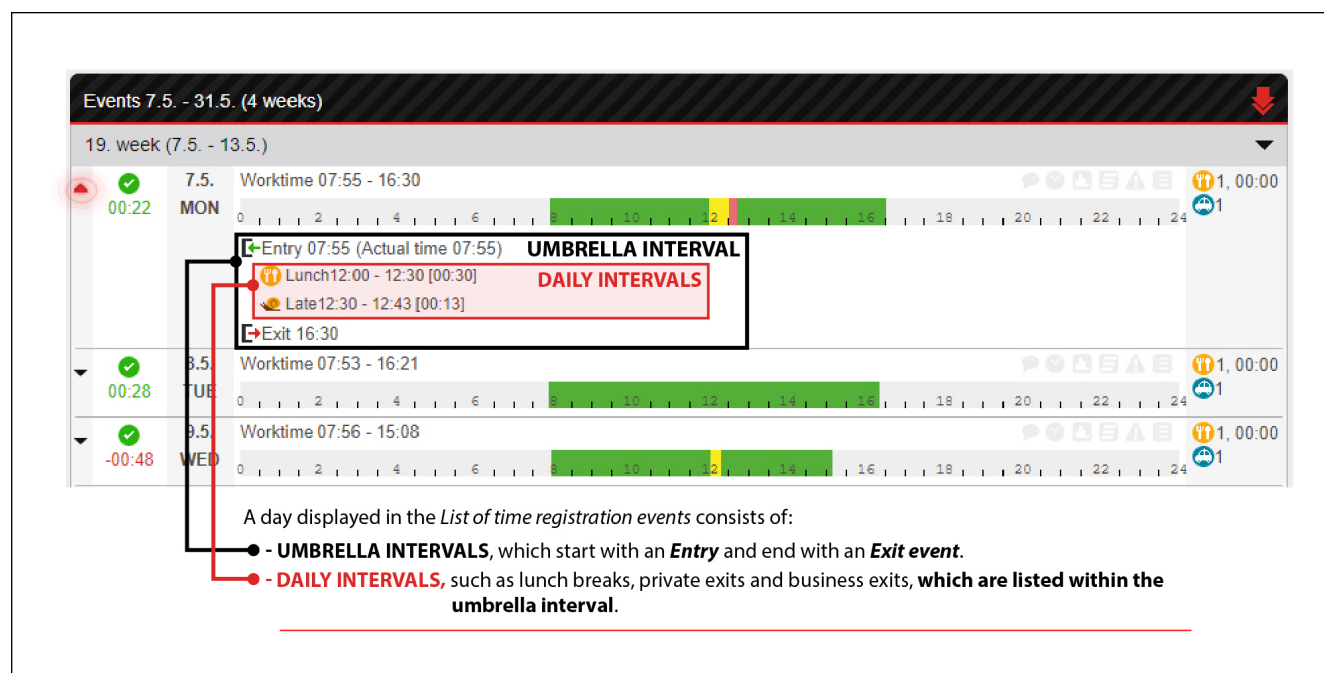 Events 7.5. - 31.5. (4 weeks)
19. week (7.5. - 13.5.)
7.5. Worktime 07:55 - 16:30 1, 00:00
00:22 MON 0 2 4 6 8 10 12 14 16 18 20 22 24 1
Entry 07:55 (Actual time 07:55) UMBRELLA INTERVAL
Lunch12:00 - 12:30 [00:30] DAILY INTERVALS
Late12:30 - 12:43 [00:13]
Exit 16:30
8.5. Worktime 07:53 - 16:21 1, 00:00
00:28 TUE 0 2 4 6 8 10 12 14 16 18 20 22 24 1
9.5. Worktime 07:56 - 15:08 1, 00:00
-00:48 WED 0 2 4 6 8 10 12 14 16 18 20 22 24 1
A day displayed in the List of time registration events consists of:
- UMBRELLA INTERVALS, which start with an Entry and end with an Exit event.
- DAILY INTERVALS, such as lunch breaks, private exits and business exits, which are listed within the
umbrella interval.